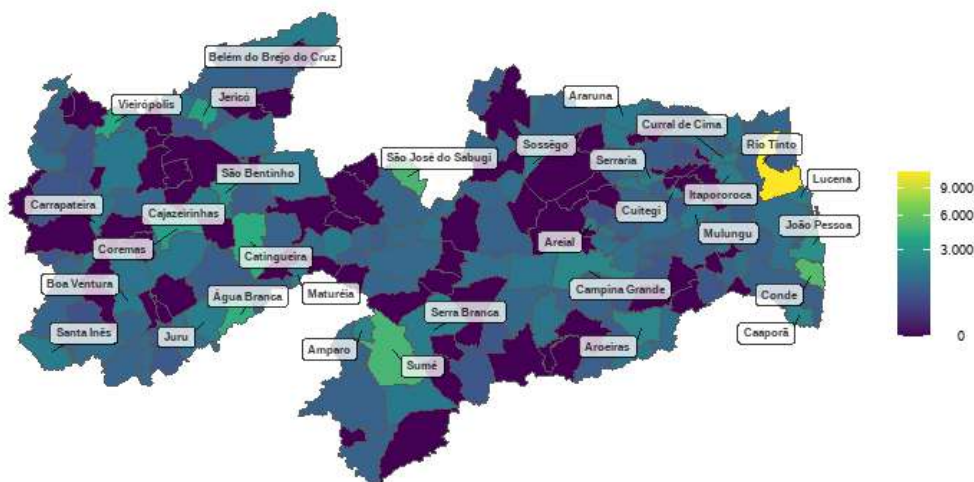 Belém do Brejo do Cruz
Vieirópolis
Jericó
Araruna
Curral de Cima
Rio Tinto
São José do Sabugi
Sossêgo
Serraria
São Bentinho
Itapororoca
Lucena
Carrapateira
Cajazeirinhas
Cuitegi
João Pessoa
Coremas
Areial
Mulungu
Catingueira
Boa Ventura
Água Branca
Maturéia
Campina Grande
Conde
Serra Branca
Caaporã
Santa Inês
Juru
Amparo
Sumé
Aroeiras
9.000
6.000
3.000
0